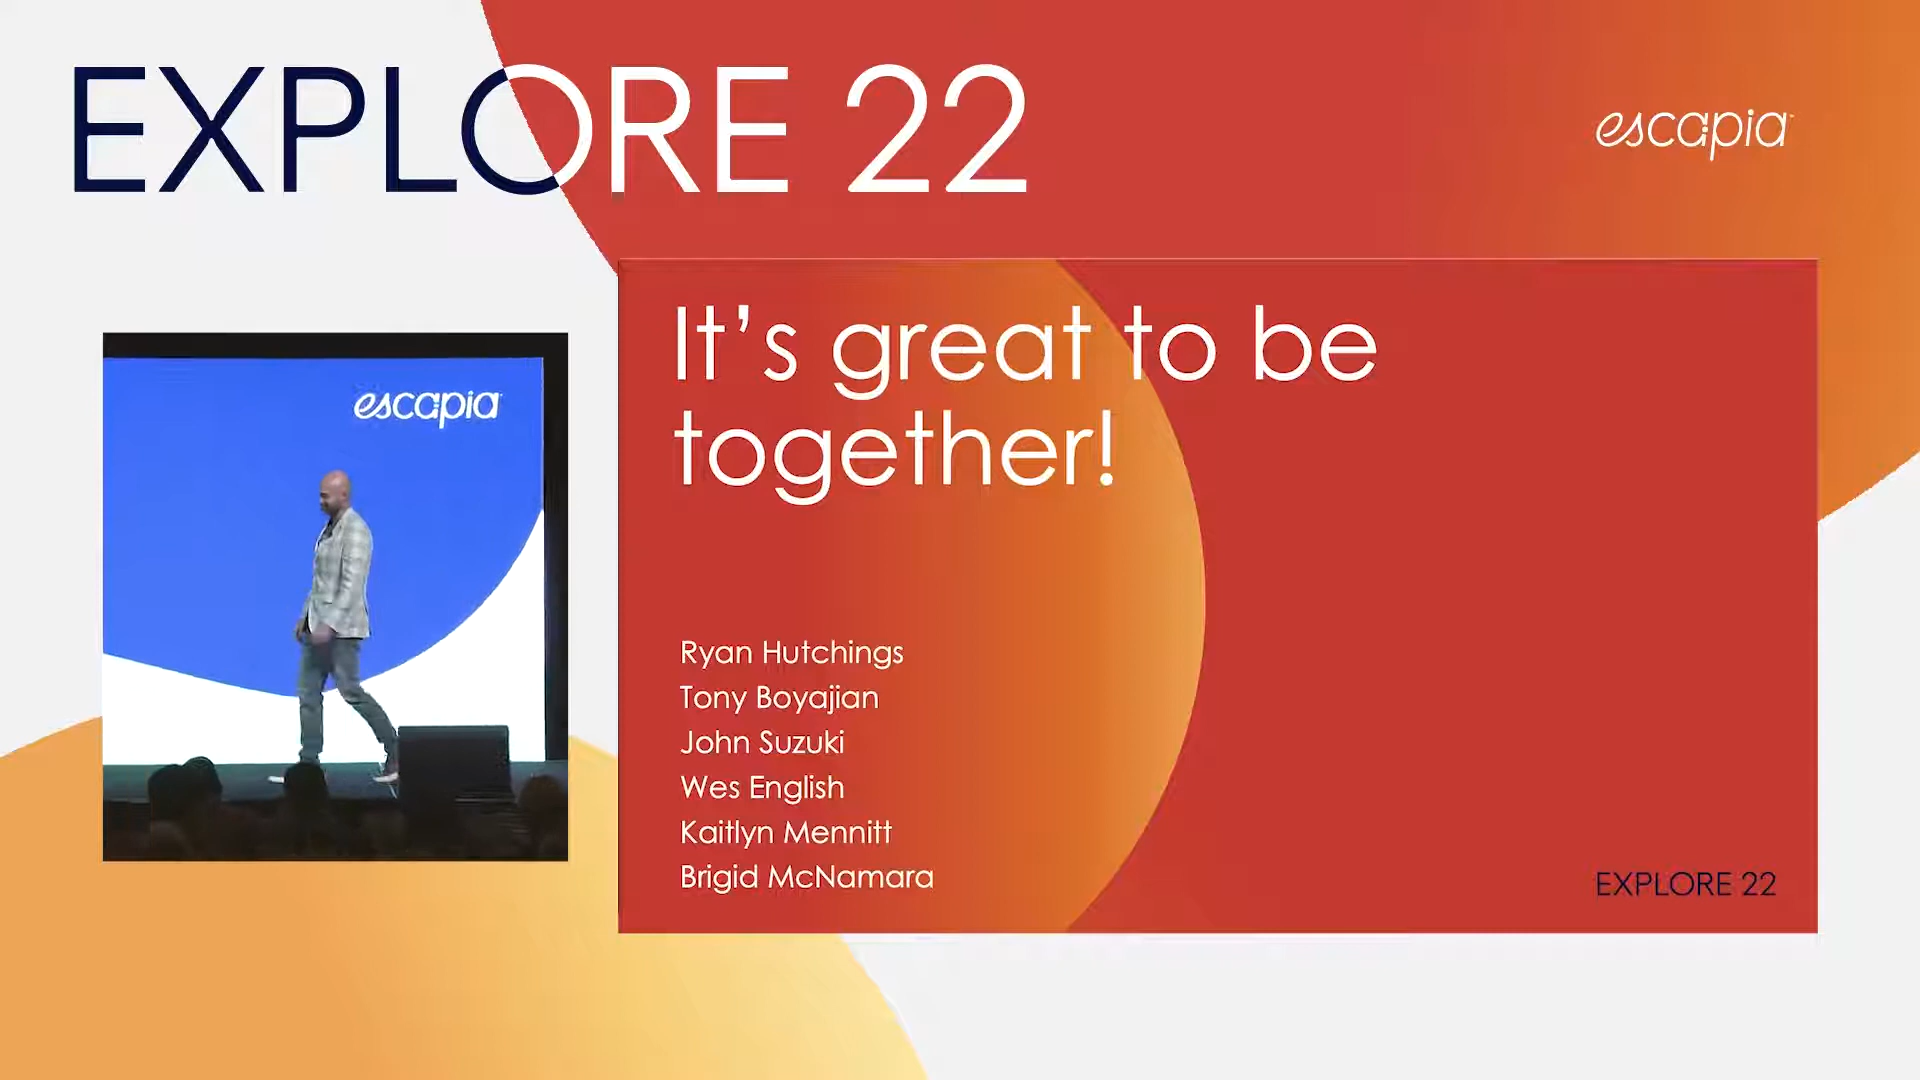 EXPLORE 22
escapia
It's great to be
together!
escapia
Ryan Hutchings
Tony Boyajian
John Suzuki
Wes English
Kaitlyn Mennitt
Brigid McNamara
EXPLORE 22